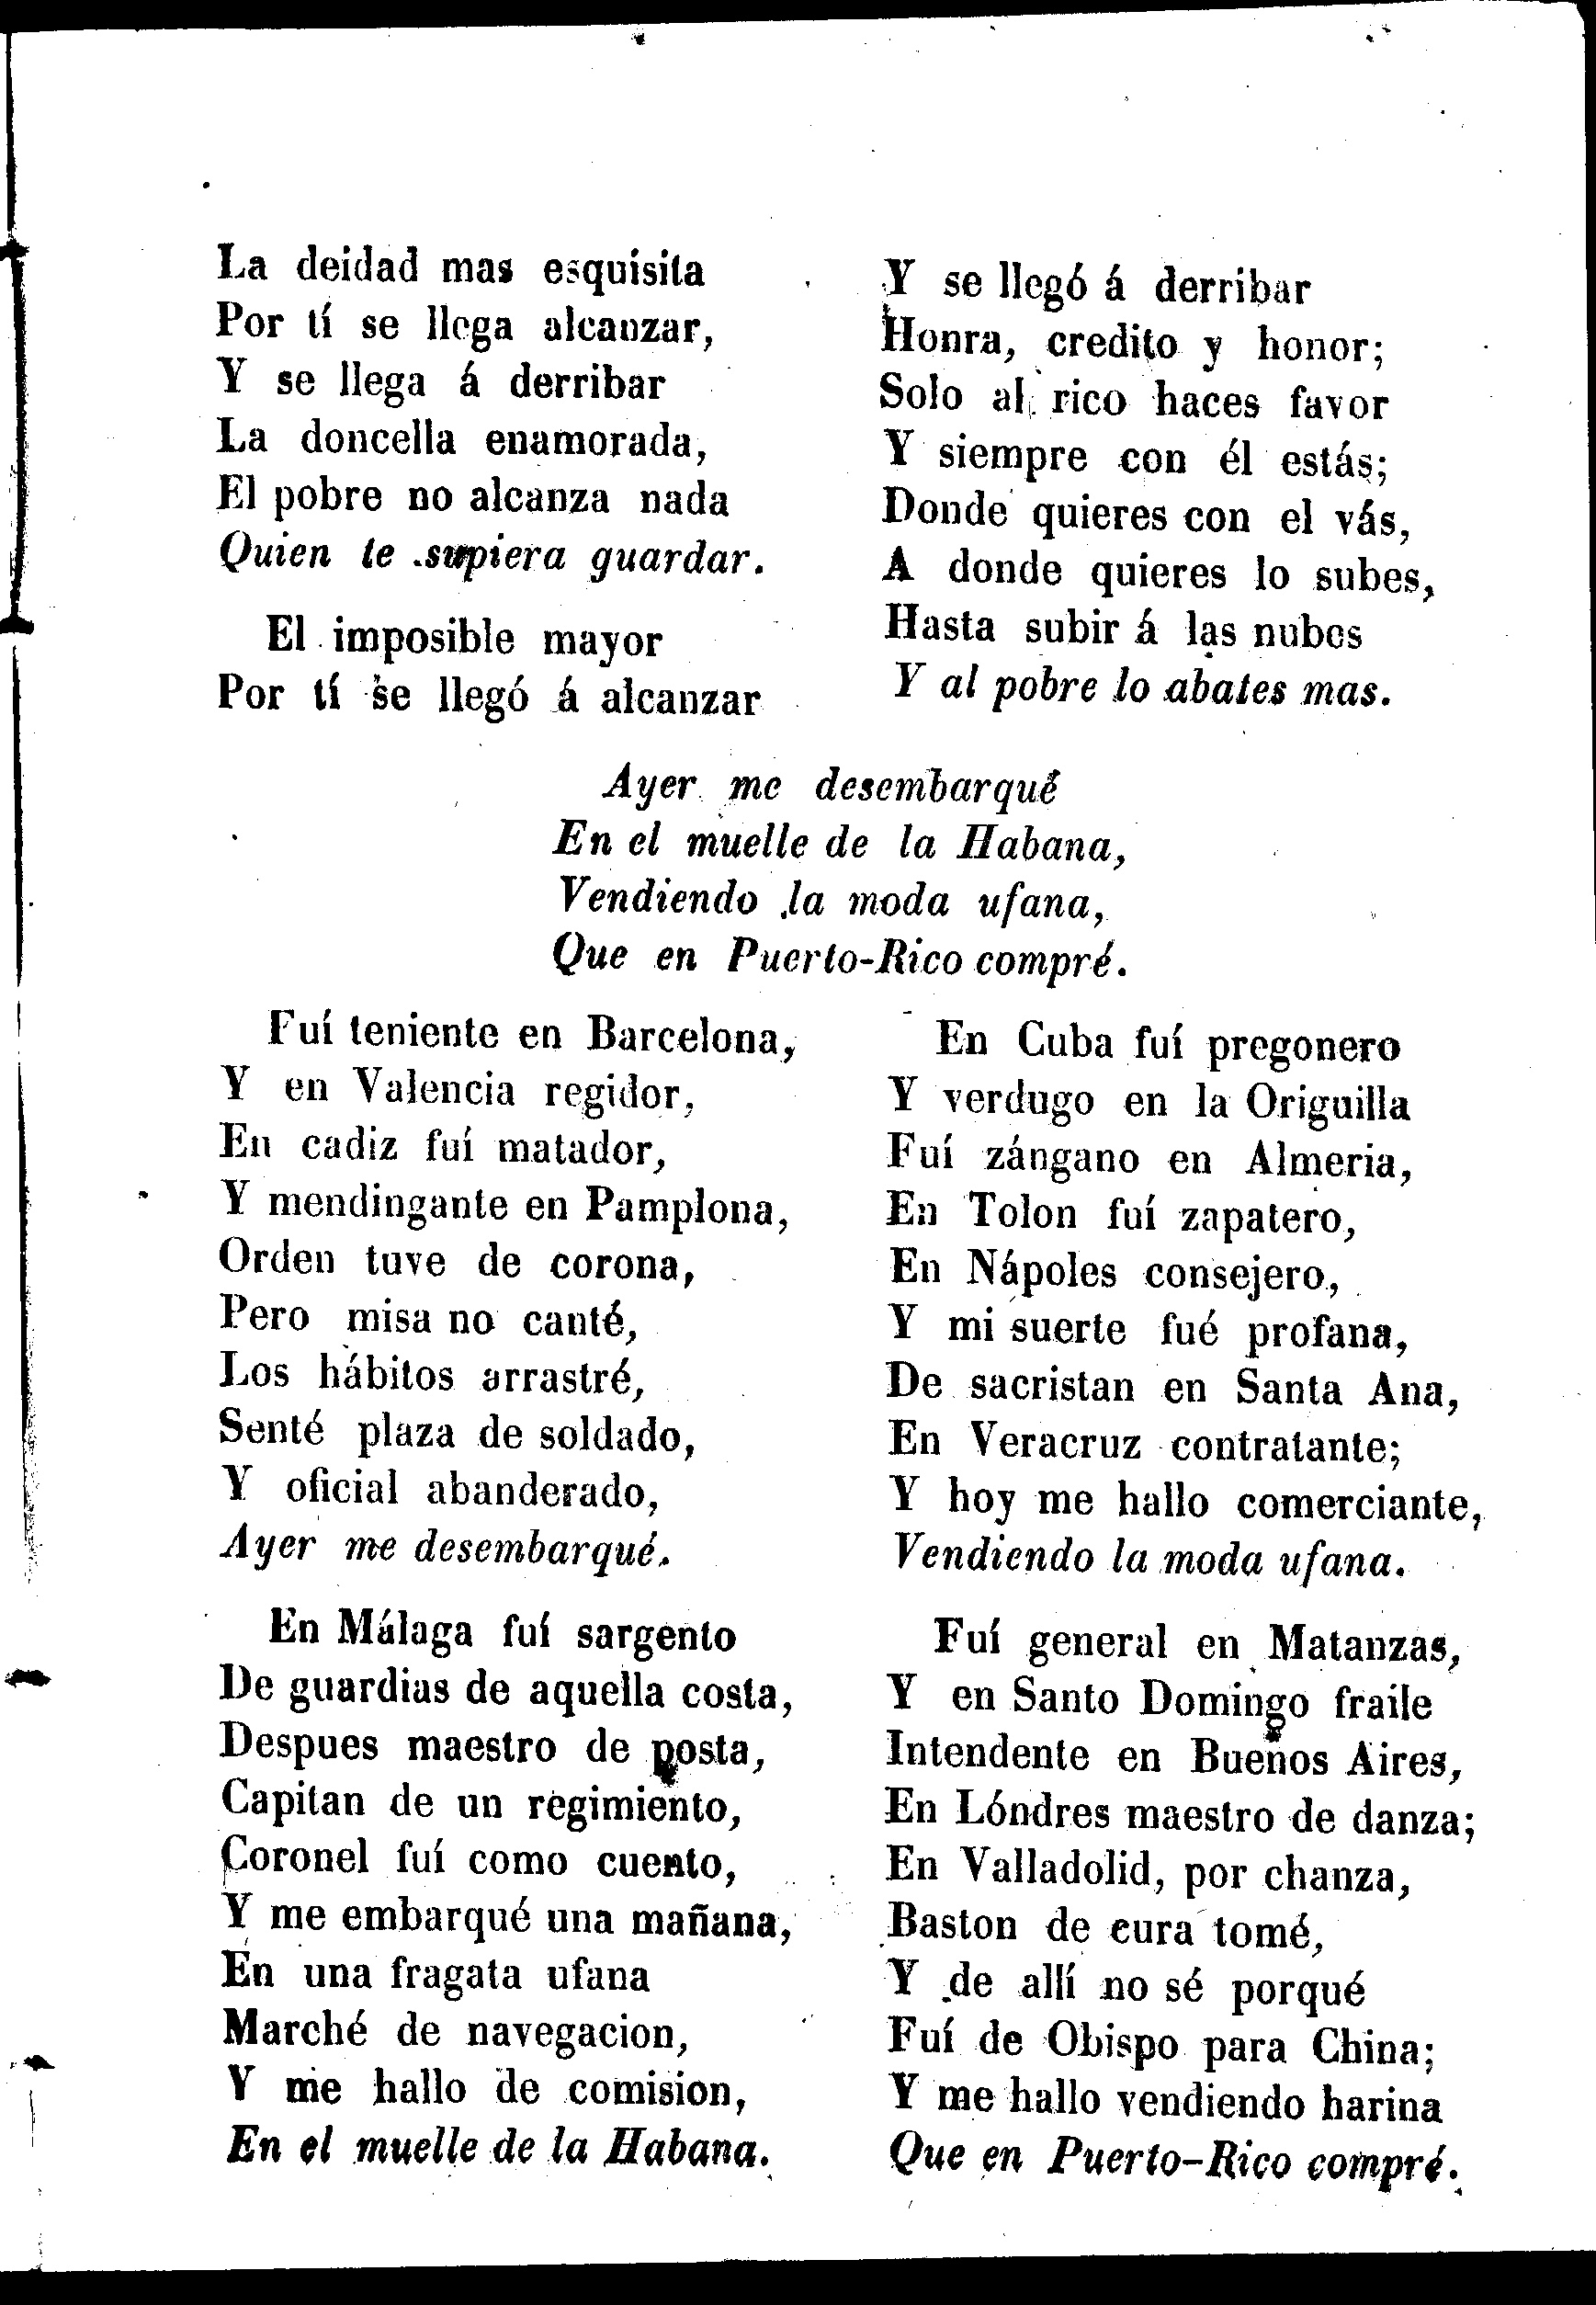 La deidad mas esquisita
Por tí se llega alcanzar,
Y se llega á derribar
La doncella enamorada,
El pobre no alcanza nada
Quien te supiera guardar.
El imposible mayor
Por tí se llegó á alcanzar
Y se llegó á derribar
Honra, credito y honor;
Solo al rico haces favor
Y siempre con él estás;
Donde quieres con el vás,
A donde quieres lo subes,
Hasta subir á las nubes
Y al pobre lo abates mas.
Ayer me desembarqué
En el muelle de la Habana,
Vendiendo la moda ufana,
Que en Puerto-Rico compré.
Fuí teniente en Barcelona,
Y en Valencia regidor,
En cadiz fuí matador,
Y mendingante en Pamplona,
Orden tuve de corona,
Pero misa no canté,
Los hábitos arrastré,
Senté plaza de soldado,
Y oficial abanderado,
Ayer me desembarqué.
En Málaga fuí sargento
De guardias de aquella costa,
Despues maestro de posta,
Capitan de un regimiento,
Coronel fuí como cuento,
Y me embarqué una mañana,
En una fragata ufana
Marché de navegacion,
Y me hallo de comision,
En el muelle de la Habana.
En Cuba fuí pregonero
Y verdugo en la Origuilla
Fuí zángano en Almeria,
En Tolon fuí zapatero,
En Nápoles consejero,
Y mi suerte fué profana,
De sacristan en Santa Ana,
En Veracruz contratante;
Y hoy me hallo comerciante,
Vendiendo la moda ufana.
Fuí general en Matanzas,
Y en Santo Domingo fraile
Intendente en Buenos Aires,
En Lóndres maestro de danza;
En Valladolid, por chanza,
Baston de cura tomé,
Y de allí no sé porqué
Fuí de Obispo para China;
Y me hallo vendiendo harina
Que en Puerto-Rico compré.